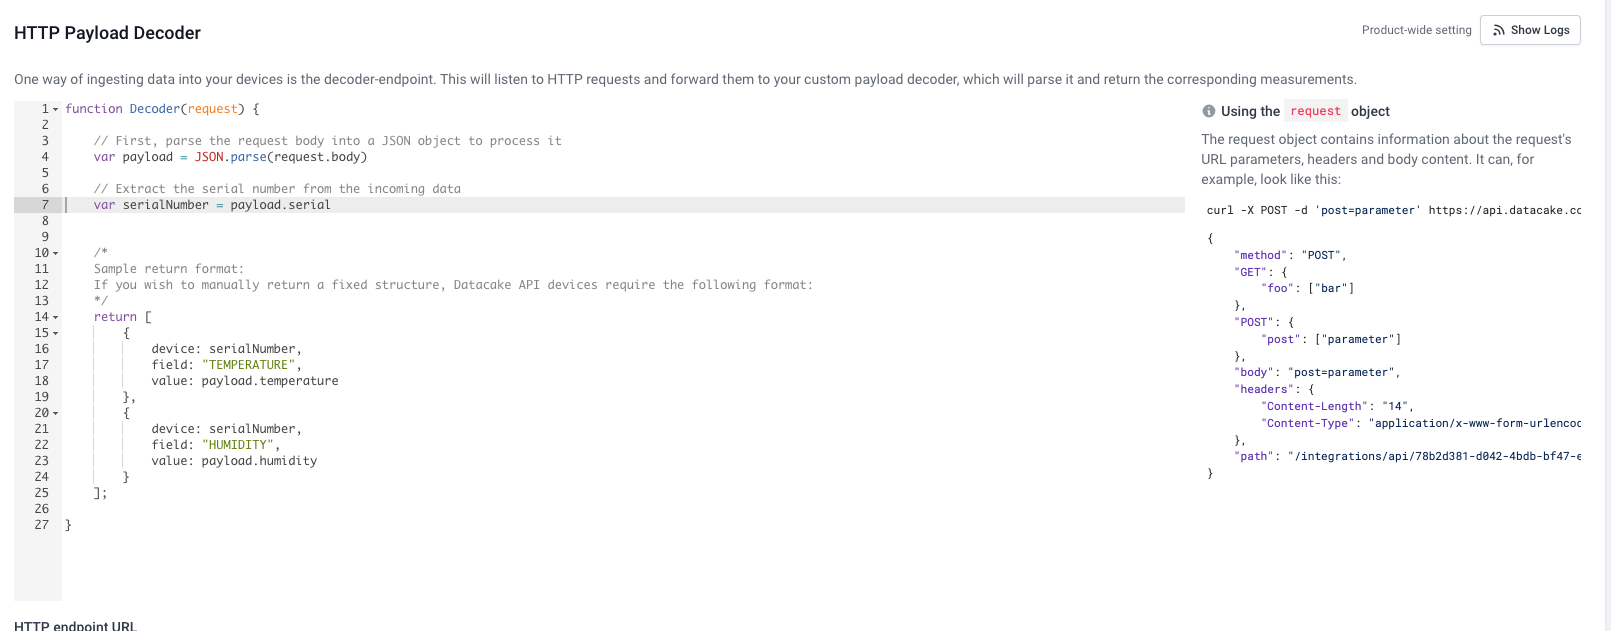 HTTP Payload Decoder
Product-wide setting
Show Logs
One way of ingesting data into your devices is the decoder-endpoint. This will listen to HTTP requests and forward them to your custom payload decoder, which will parse it and return the corresponding measurements.
1 function Decoder(request) {
2
3 // First, parse the request body into a JSON object to process it
4 var payload = JSON.parse(request.body)
5
6 // Extract the serial number from the incoming data
7 var serialNumber = payload.serial
8
9
10 /*
11 Sample return format:
12 If you wish to manually return a fixed structure, Datacake API devices require the following format:
13 */
14 return [
15 {
16 device: serialNumber,
17 field: "TEMPERATURE",
18 value: payload.temperature
19 },
20 {
21 device: serialNumber,
22 field: "HUMIDITY",
23 value: payload.humidity
24 }
25 ];
26
27 }
Using the request object
The request object contains information about the request's
URL parameters, headers and body content. It can, for
example, look like this:
curl -X POST -d 'post=parameter' https://api.datacake.co
{
"method": "POST",
"GET": {
"foo": ["bar"]
},
"POST": {
"post": ["parameter"]
},
"body": "post=parameter",
"headers": {
"Content-Length": "14",
"Content-Type": "application/x-www-form-urlencod
},
"path": "/integrations/api/78b2d381-d042-4bdb-bf47-e
}
HTTP endpoint URL